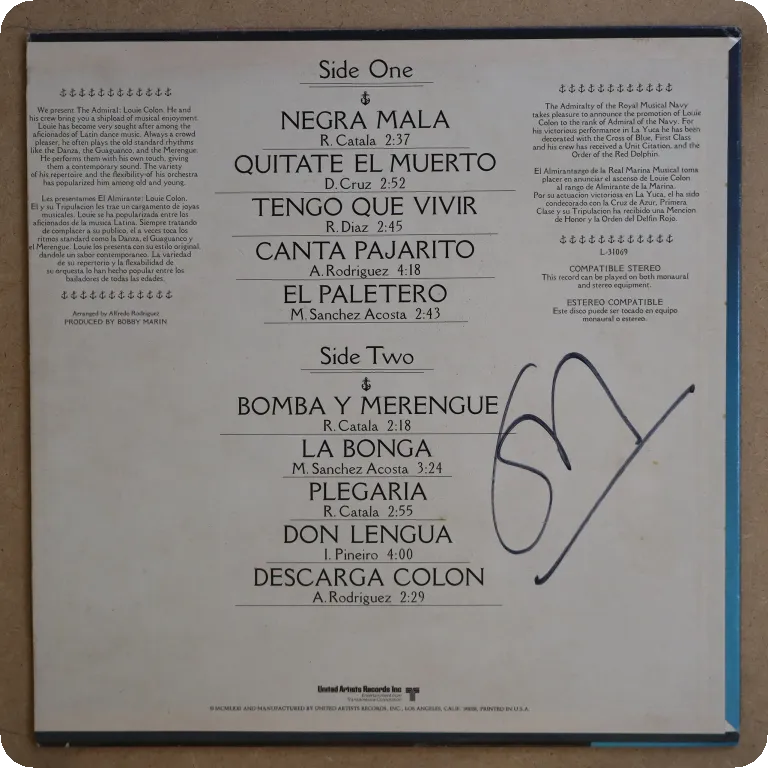 We present The Admiral: Louie Colon. He and
his crew bring you a shipload of musical enjoyment.
Louie has become very sought after among the
aficionados of Latin dance music. Always a crowd
pleaser, he often plays the old standard rhythms
like the Danza, the Guaguanco, and the Merengue.
He performs them with his own touch, giving
them a contemporary sound. The variety
of his repertoire and the flexibility of his orchestra
has popularized him among old and young.
Les presentamos El Almirante: Louie Colon.
El y su Tripulacion les trae un cargamento de joyas
musicales. Louie se ha popularizada entre los
aficionados de la musica Latina. Siempre tratando
de complacer a su publico, el a veces toca los
ritmos standard como la Danza, el Guaguanco y
el Merengue. Louie los presenta con su estilo original
dandole un sabor contemporaneo. La variedad
de su repertorio y la flexabilidad de
su orquesta lo han hecho popular entre los
bailadores de todas las edades.
Arranged by Alfredo Rodriguez
PRODUCED BY BOBBY MARIN
Side One
NEGRA MALA
R. Catala 2:37
QUITATE EL MUERTO
D. Cruz 2:52
TENGO QUE VIVIR
R. Diaz 2:45
CANTA PAJARITO
A. Rodriguez 4:18
EL PALETERO
M. Sanchez Acosta 2:43
Side Two
BOMBA Y MERENGUE
R. Catala 2:18
LA BONGA
M. Sanchez Acosta 3:24
PLEGARIA
R. Catala 2:55
DON LENGUA
I. Pineiro 4:00
DESCARGA COLON
A. Rodriguez 2:29
The Admiralty of the Royal Musical Navy
takes pleasure to announce the promotion of Louie
Colon to the rank of Admiral of the Navy. For
his victorious performance in La Yuca he has been
decorated with the Cross of Blue, First Class
and his crew has received a Unit Citation, and the
Order of the Red Dolphin.
El Almirantazgo de la Real Marina Musical toma
placer en anunciar el ascenso de Louie Colon
al rango de Almirante de la Marina.
Por su actuacion victoriosa en La Yuca, el ha sido
condecorado con la Cruz de Azur, Primera
Clase y su Tripulacion ha recibido una Mencion
de Honor y la Orden del Delfin Rojo.
L-31069
COMPATIBLE STEREO
This record can be played on both monaural
and stereo equipment.
ESTEREO COMPATIBLE
Este disco puede ser tocado en equipo
monaural o estereo.
United Artists Records Inc
AND MANUFACTURED BY UNITED ARTISTS RECORDS, INC., LOS ANGELES, CALIF. PRINTED IN U.S.A.